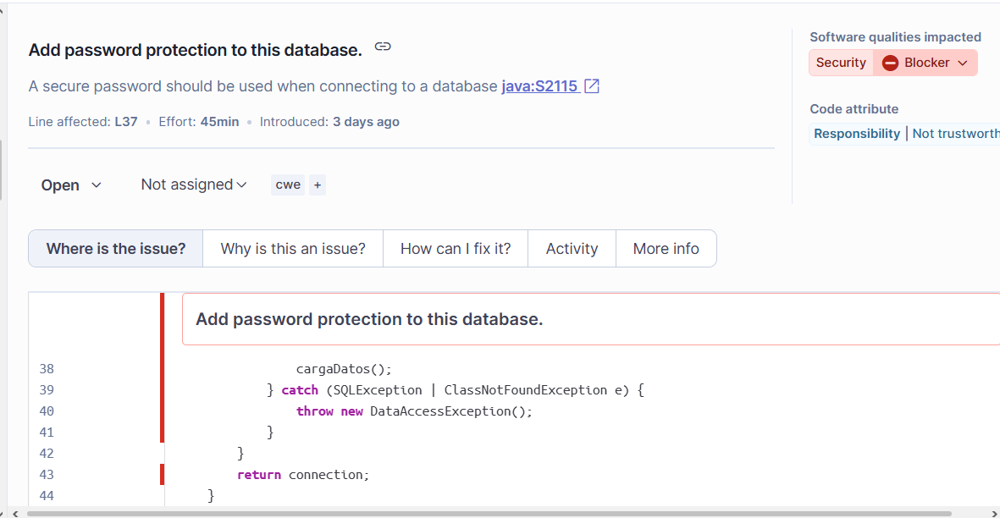 Add password protection to this database.
A secure password should be used when connecting to a database java:S2115
Line affected: L37 • Effort: 45min • Introduced: 3 days ago
Software qualities impacted
Security Blocker
Code attribute
Responsibility | Not trustworth
Open Not assigned cwe +
Where is the issue? Why is this an issue? How can I fix it? Activity More info
Add password protection to this database.
38 cargaDatos();
39 } catch (SQLException | ClassNotFoundException e) {
40 throw new DataAccessException();
41 }
42 }
43 return connection;
44 }